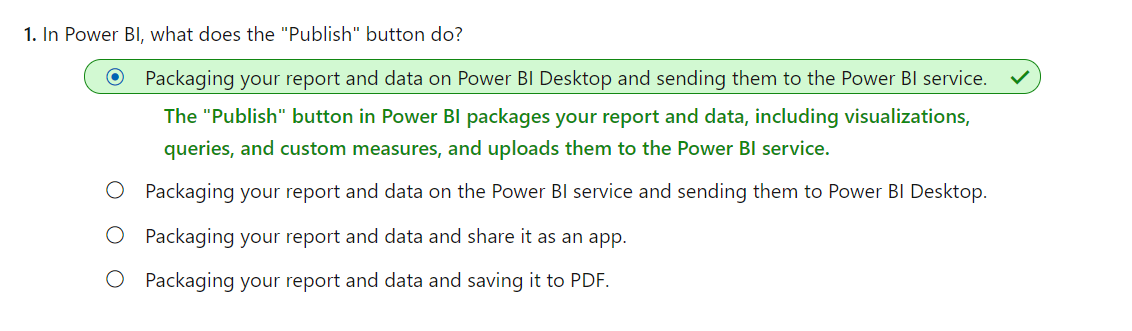 1. In Power BI, what does the "Publish" button do?
Packaging your report and data on Power BI Desktop and sending them to the Power BI service.
The "Publish" button in Power BI packages your report and data, including visualizations,
queries, and custom measures, and uploads them to the Power BI service.
Packaging your report and data on the Power BI service and sending them to Power BI Desktop.
Packaging your report and data and share it as an app.
Packaging your report and data and saving it to PDF.